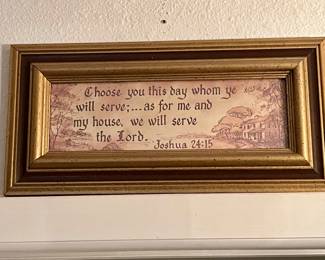 Choose you this day whom ye
will serve;...as for me and
my house, we will serve
the Lord.
Joshua 24:15